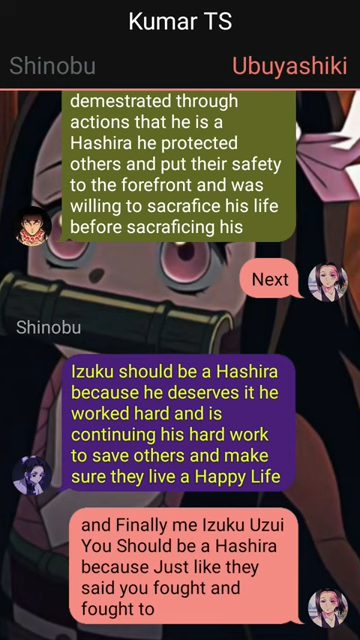 Kumar TS
Shinobu
Ubuyashiki
demestrated through
actions that he is a
Hashira he protected
others and put their safety
to the forefront and was
willing to sacrafice his life
before sacraficing his
Next
Shinobu
Izuku should be a Hashira
because he deserves it he
worked hard and is
continuing his hard work
to save others and make
sure they live a Happy Life
and Finally me Izuku Uzui
You Should be a Hashira
because Just like they
said you fought and
fought to